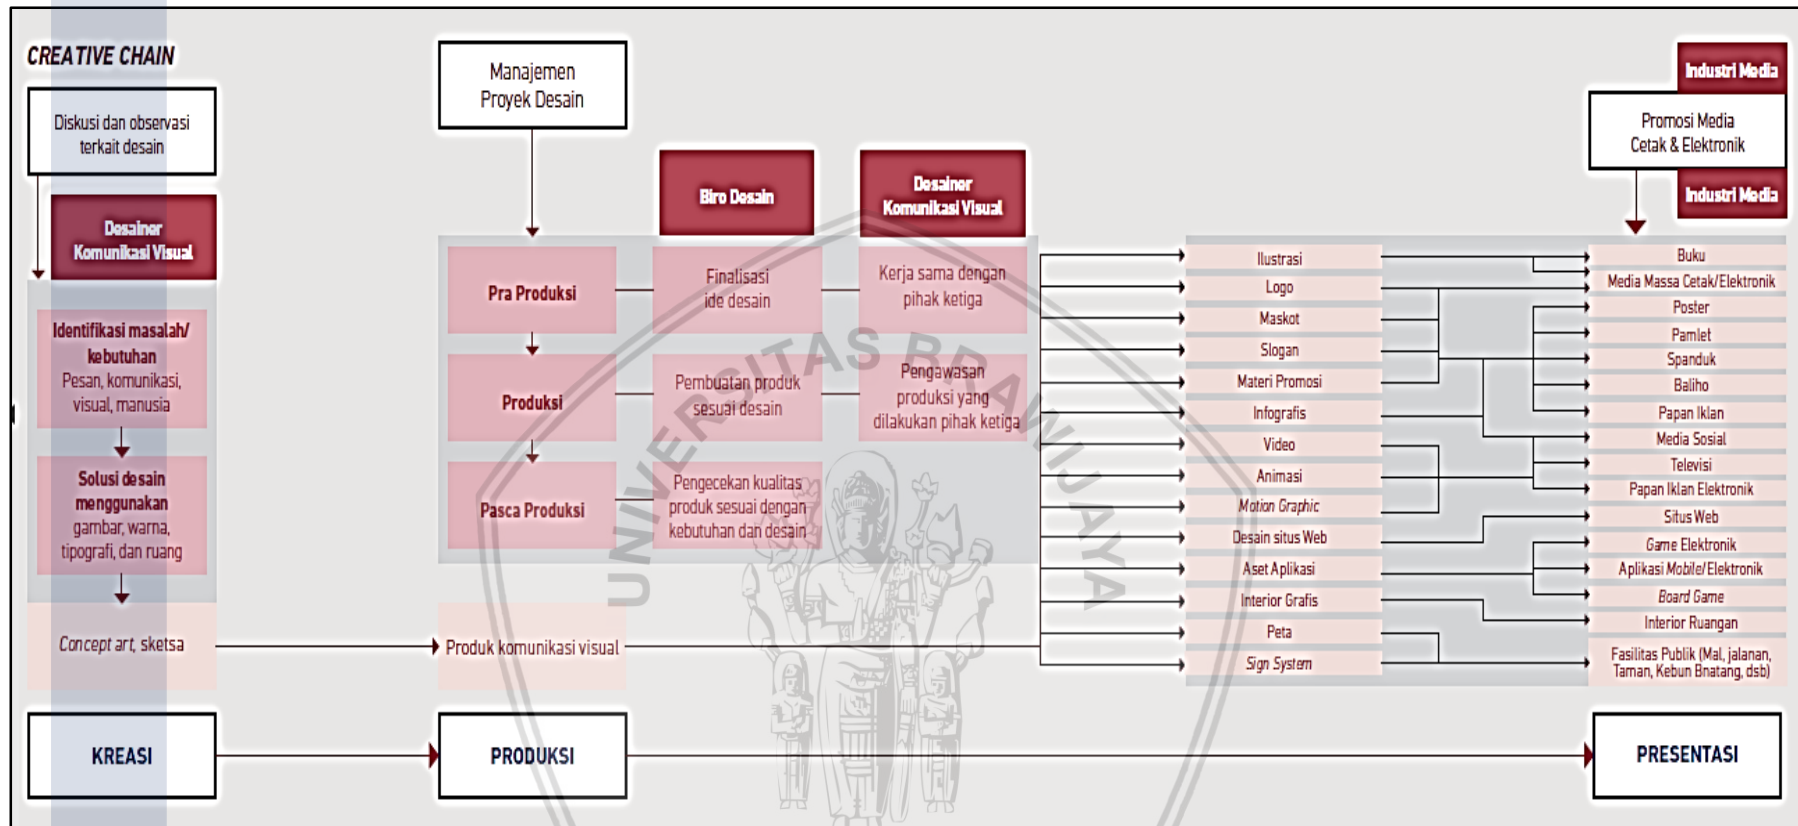 CREATIVE CHAIN
Diskusi dan observasi
terkait desain
Desainer
Komunikasi Visual
Identifikasi masalah/
kebutuhan
Pesan, komunikasi,
visual, manusia
Solusi desain
menggunakan
gambar, warna,
tipografi, dan ruang
Concept art, sketsa
KREASI
Manajemen
Proyek Desain
Biro Desain
Desainer
Komunikasi Visual
Pra Produksi
Finalisasi
ide desain
Kerja sama dengan
pihak ketiga
Produksi
Pembuatan produk
sesuai desain
Pengawasan
produksi yang
dilakukan pihak ketiga
Pasca Produksi
Pengecekan kualitas
produk sesuai dengan
kebutuhan dan desain
Produk komunikasi visual
PRODUKSI
Ilustrasi
Logo
Maskot
Slogan
Materi Promosi
Infografis
Video
Animasi
Motion Graphic
Desain situs Web
Aset Aplikasi
Interior Grafis
Peta
Sign System
Industri Media
Promosi Media
Cetak & Elektronik
Industri Media
Buku
Media Massa Cetak/Elektronik
Poster
Pamlet
Spanduk
Baliho
Papan Iklan
Media Sosial
Televisi
Papan Iklan Elektronik
Situs Web
Game Elektronik
Aplikasi Mobile/Elektronik
Board Game
Interior Ruangan
Fasilitas Publik (Mal, jalanan,
Taman, Kebun Bnatang, dsb)
PRESENTASI
UNIVERSITAS BRAWIJAYA